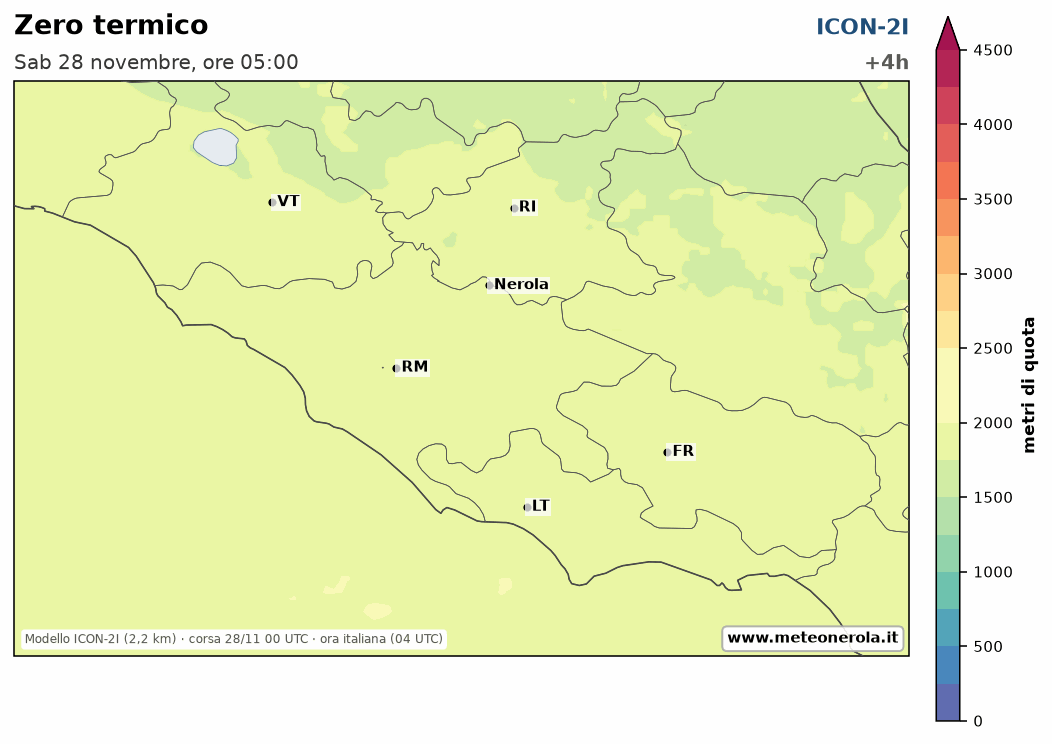 Zero termico
ICON-2I
Sab 28 novembre, ore 05:00
+4h
4500
4000
3500
3000
2500
2000
1500
1000
500
0
metri di quota
VT
RI
Nerola
RM
FR
LT
Modello ICON-2I (2,2 km) · corsa 28/11 00 UTC · ora italiana (04 UTC)
www.meteonerola.it